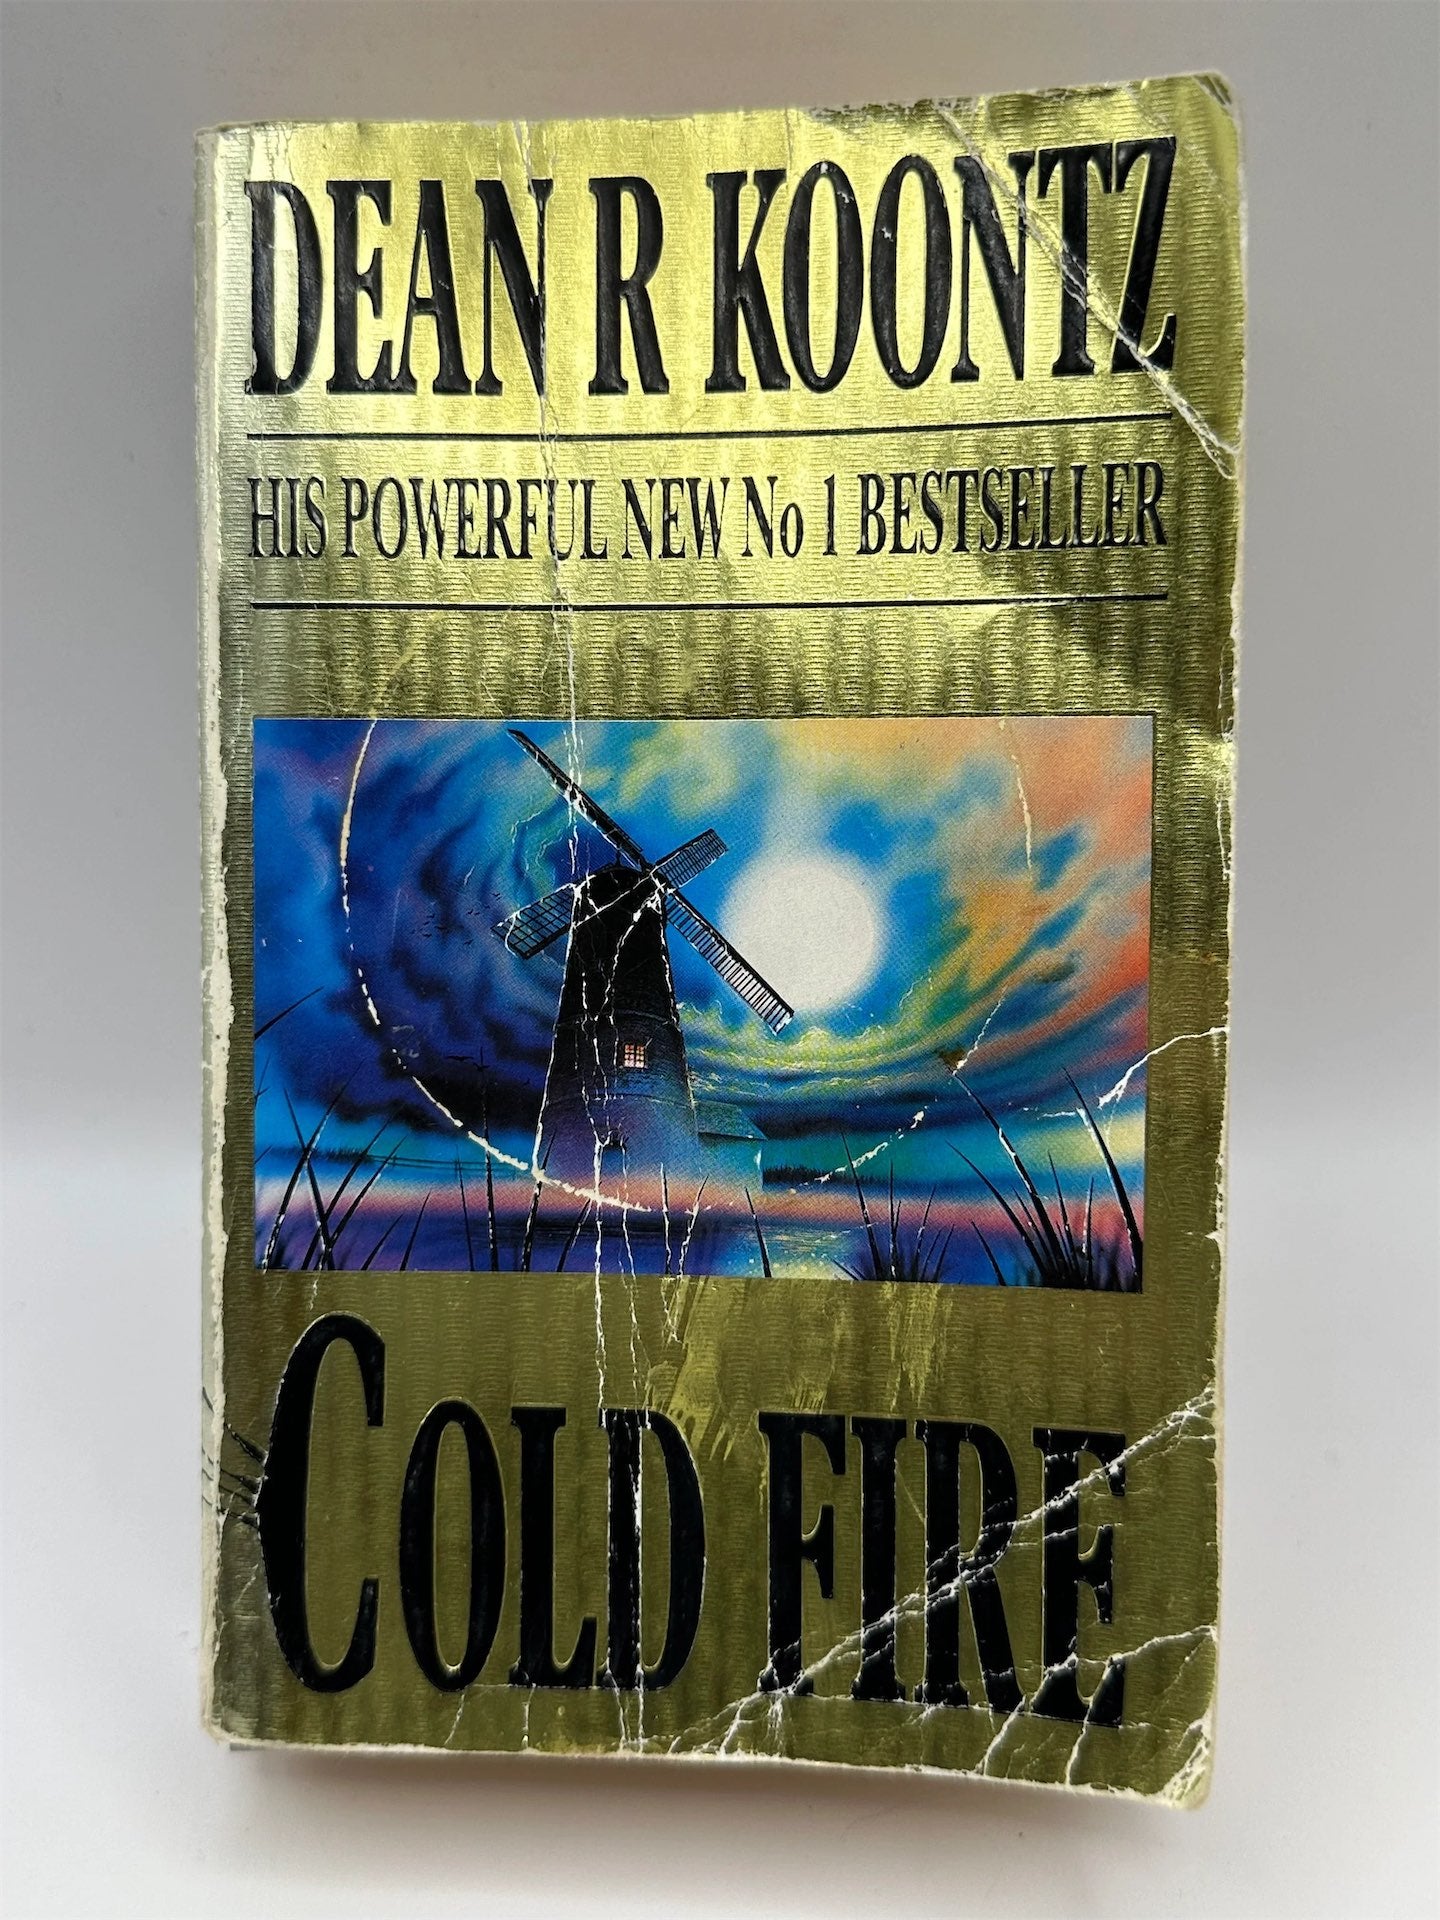 DEAN R KOONTZ
HIS POWERFUL NEW No 1 BESTSELLER
COLD FIRE